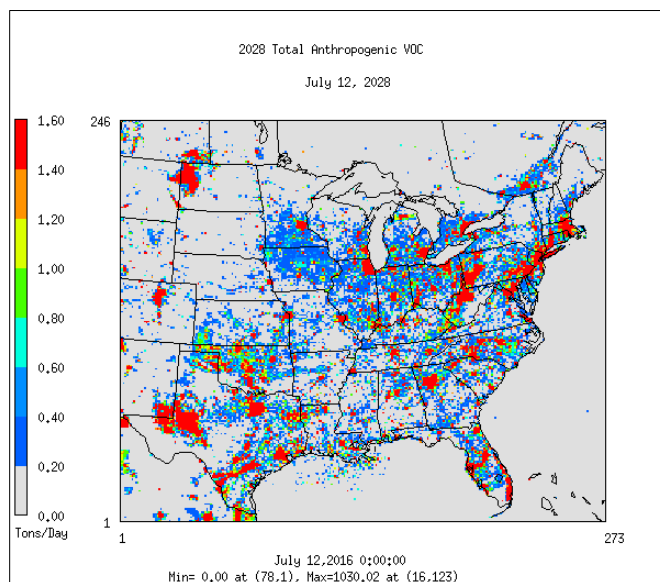 2028 Total Anthropogenic VOC
July 12, 2028
1.60
1.40
1.20
1.00
0.80
0.60
0.40
0.20
0.00
Tons/Day
246
1
1
273
July 12,2016 0:00:00
Min= 0.00 at (78,1), Max=1030.02 at (16,123)